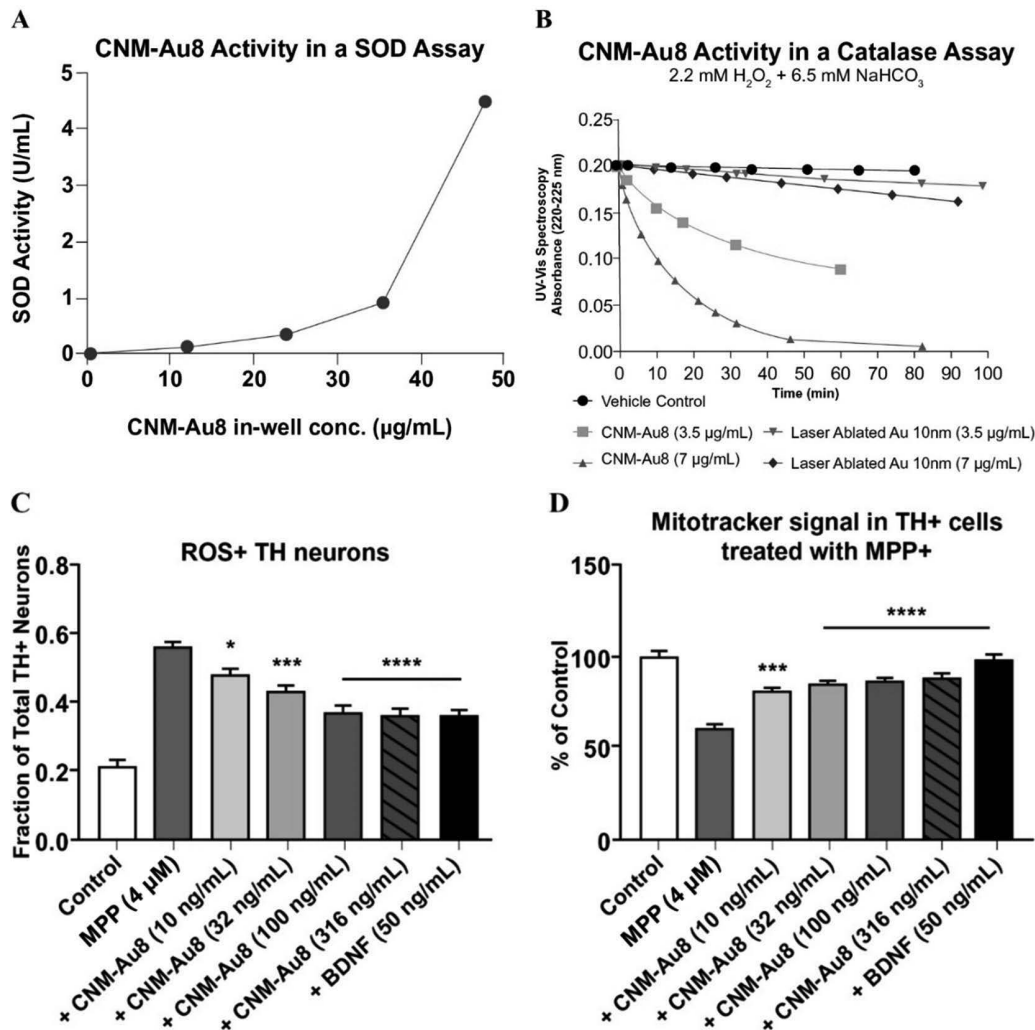 A
CNM-Au8 Activity in a SOD Assay
SOD Activity (U/mL)
5
4
3
2
1
0
0 10 20 30 40 50
CNM-Au8 in-well conc. (µg/mL)
B
CNM-Au8 Activity in a Catalase Assay
2.2 mM H₂O₂ + 6.5 mM NaHCO₃
UV-Vis Spectroscopy
Absorbance (220-225 nm)
0.25
0.20
0.15
0.10
0.05
0.00
0 10 20 30 40 50 60 70 80 90 100
Time (min)
Vehicle Control
CNM-Au8 (3.5 µg/mL)
Laser Ablated Au 10nm (3.5 µg/mL)
CNM-Au8 (7 µg/mL)
Laser Ablated Au 10nm (7 µg/mL)
C
ROS+ TH neurons
Fraction of Total TH+ Neurons
0.8
0.6
0.4
0.2
0.0
*
***
****
Control
MPP (4 µM)
+ CNM-Au8 (10 ng/mL)
+ CNM-Au8 (32 ng/mL)
+ CNM-Au8 (100 ng/mL)
+ CNM-Au8 (316 ng/mL)
+ BDNF (50 ng/mL)
D
Mitotracker signal in TH+ cells
treated with MPP+
% of Control
150
100
50
0
***
****
Control
MPP (4 µM)
+ CNM-Au8 (10 ng/mL)
+ CNM-Au8 (32 ng/mL)
+ CNM-Au8 (100 ng/mL)
+ CNM-Au8 (316 ng/mL)
+ BDNF (50 ng/mL)